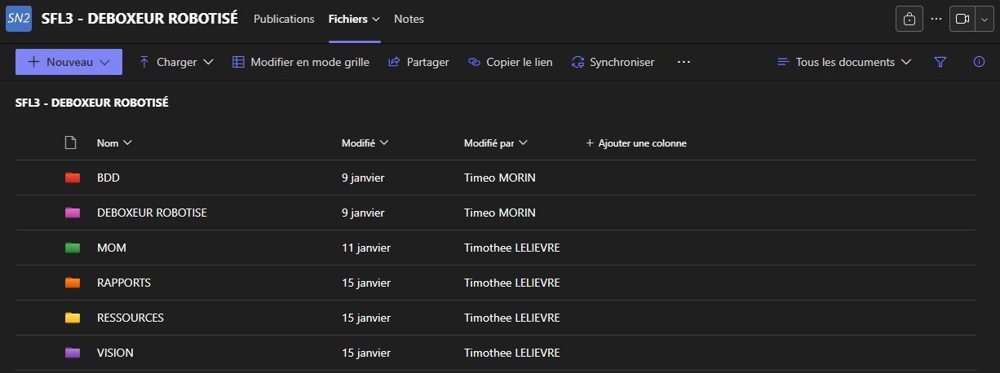 SN2 SFL3 - DEBOXEUR ROBOTISÉ Publications Fichiers Notes
Nouveau Charger Modifier en mode grille Partager Copier le lien Synchroniser ... Tous les documents
SFL3 - DEBOXEUR ROBOTISÉ
Nom Modifié Modifié par + Ajouter une colonne
BDD 9 janvier Timeo MORIN
DEBOXEUR ROBOTISE 9 janvier Timeo MORIN
MOM 11 janvier Timothee LELIEVRE
RAPPORTS 15 janvier Timothee LELIEVRE
RESSOURCES 15 janvier Timothee LELIEVRE
VISION 15 janvier Timothee LELIEVRE